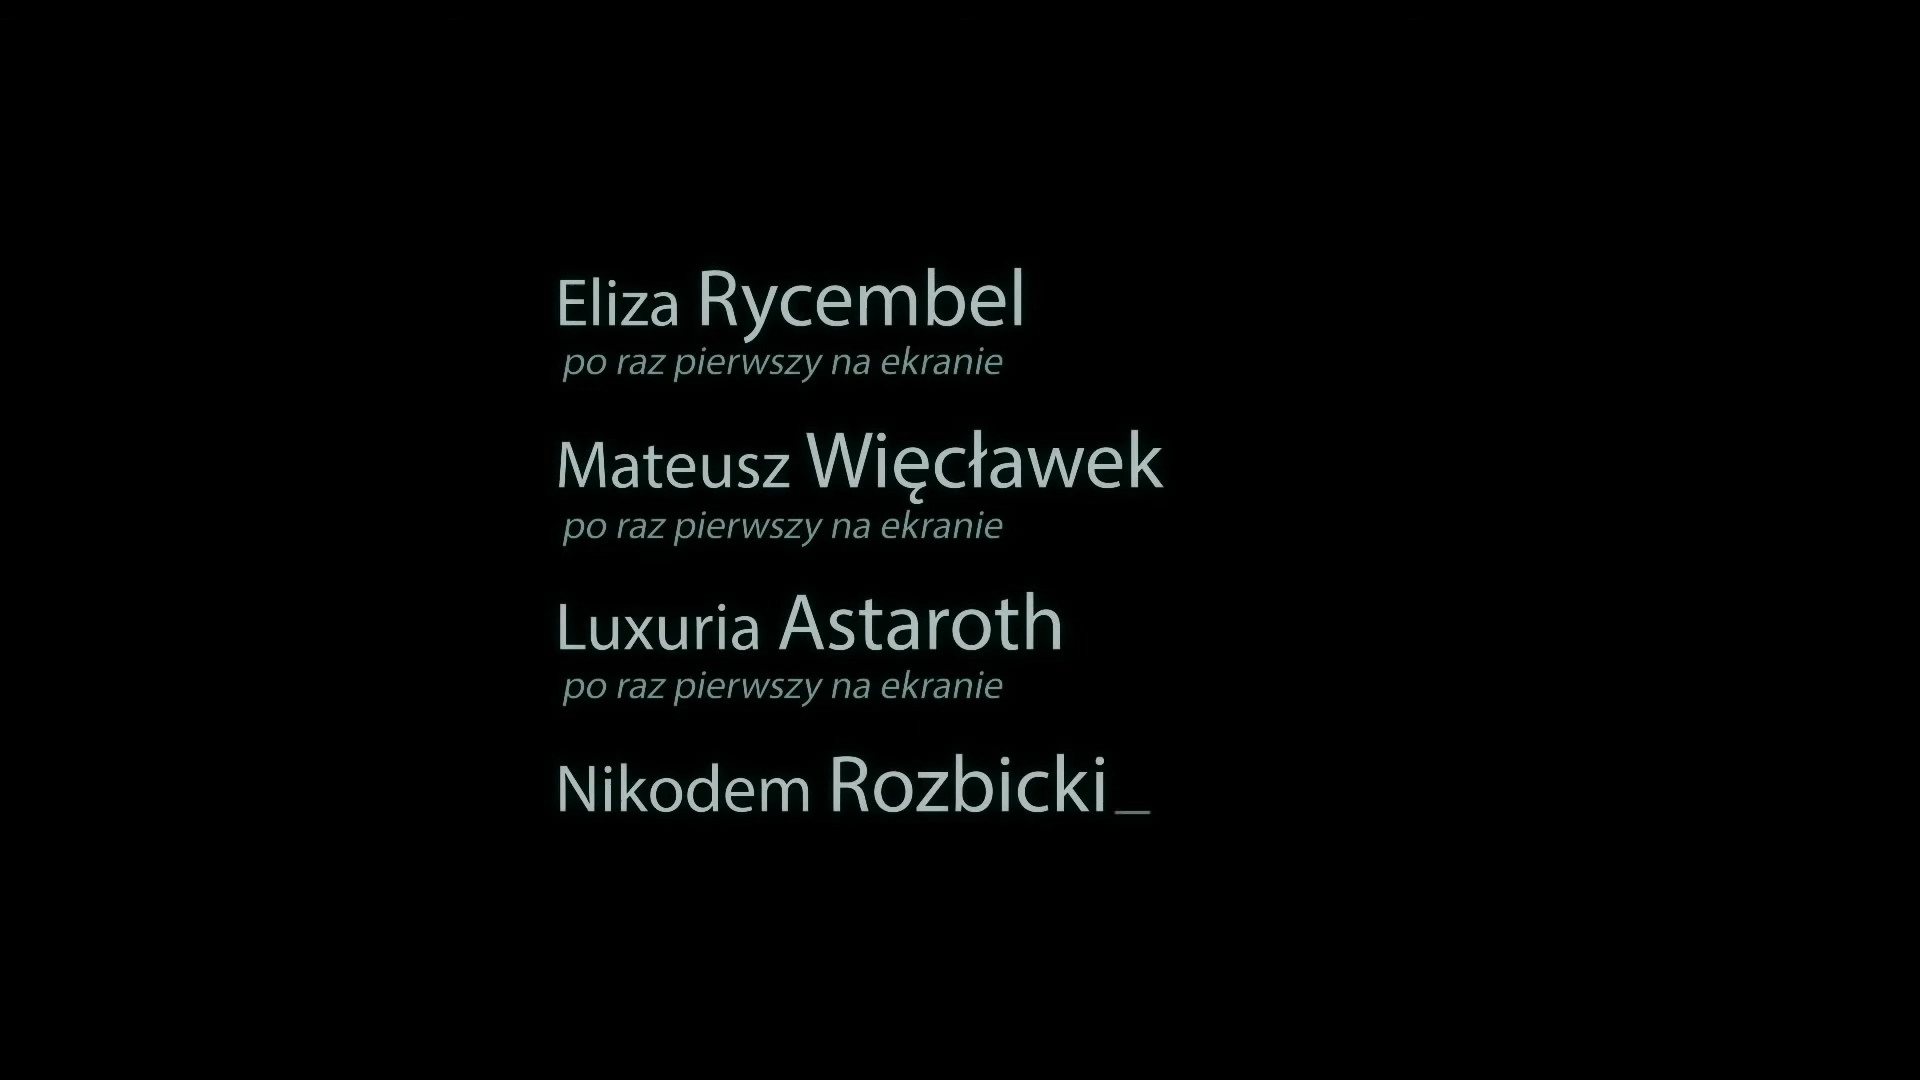 Eliza Rycembel
po raz pierwszy na ekranie
Mateusz Więcławek
po raz pierwszy na ekranie
Luxuria Astaroth
po raz pierwszy na ekranie
Nikodem Rozbicki_